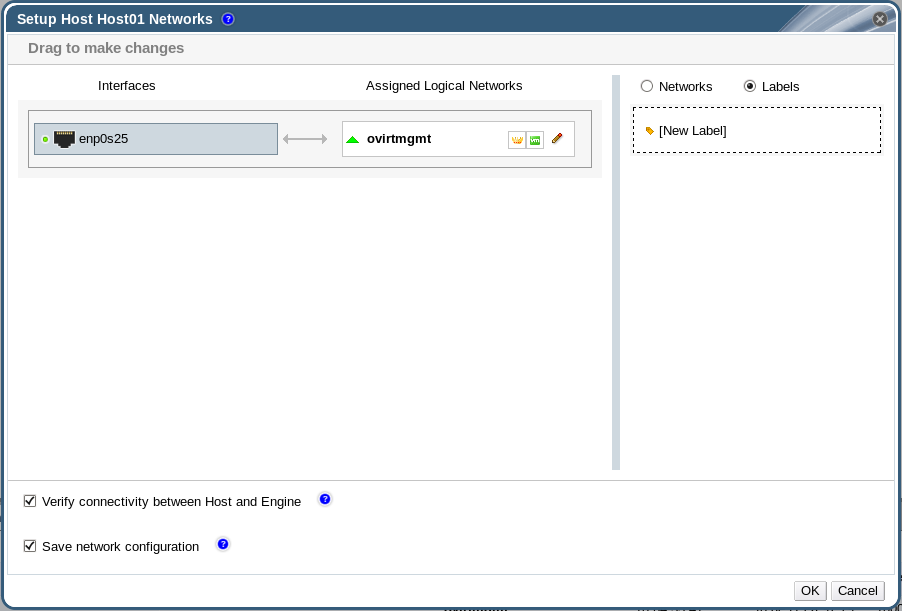 Setup Host Host01 Networks
Drag to make changes
Interfaces
Assigned Logical Networks
Networks
Labels
[New Label]
enp0s25
ovirtmgmt
Verify connectivity between Host and Engine
Save network configuration
OK
Cancel